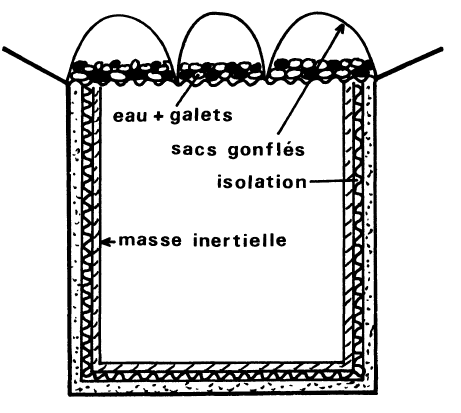 eau + galets
sacs gonflés
isolation
masse inertielle